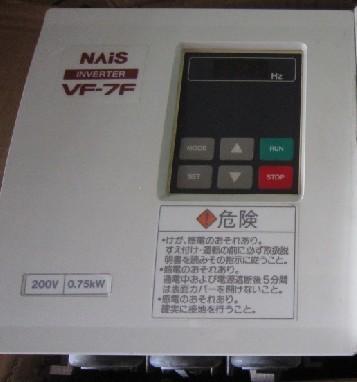 NAiS
INVERTER
VF-7F
Hz
MODE
RUN
SET
STOP
危険
•けが、感電のおそれあり。
すえ付け・運転の前に必ず取扱説
明書を読みその指示に従うこと。
•感電のおそれあり。
通電中および電源遮断後5分間
は表面カバーを開けないこと。
•感電のおそれあり。
確実に接地を行うこと。
200V 0.75kW